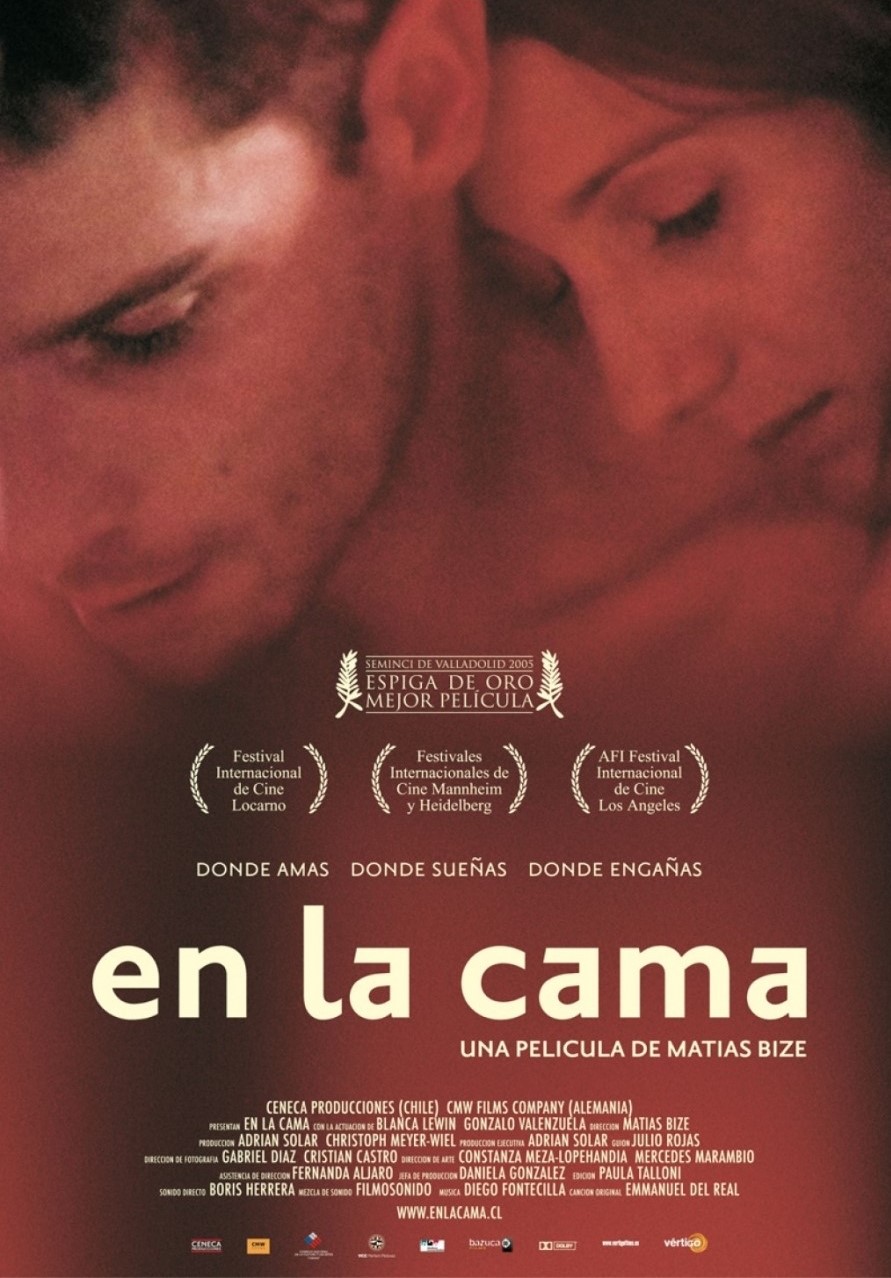 SEMINCI DE VALLADOLID 2005
ESPIGA DE ORO
MEJOR PELÍCULA
Festival
Internacional
de Cine
Locarno
Festivales
Internacionales de
Cine Mannheim
y Heidelberg
AFI Festival
Internacional
de Cine
Los Angeles
DONDE AMAS DONDE SUEÑAS DONDE ENGAÑAS
en la cama
UNA PELICULA DE MATIAS BIZE
CENECA PRODUCCIONES (CHILE) CMW FILMS COMPANY (ALEMANIA)
PRESENTAN EN LA CAMA CON LA ACTUACION DE BLANCA LEWIN GONZALO VALENZUELA DIRECCION MATIAS BIZE
PRODUCCION ADRIAN SOLAR CHRISTOPH MEYER-WIEL PRODUCCION EJECUTIVA ADRIAN SOLAR GUION JULIO ROJAS
DIRECCION DE FOTOGRAFIA GABRIEL DIAZ CRISTIAN CASTRO DIRECCION DE ARTE CONSTANZA MEZA-LOPEHANDIA MERCEDES MARAMBIO
ASISTENCIA DE DIRECCION FERNANDA ALJARO JEFA DE PRODUCCION DANIELA GONZALEZ EDICION PAULA TALLONI
SONIDO DIRECTO BORIS HERRERA MEZCLA DE SONIDO FILMOSONIDO MUSICA DIEGO FONTECILLA CANCION ORIGINAL EMMANUEL DEL REAL
WWW.ENLACAMA.CL
CENECA
CMW
bazuca
DOLBY
vértigo